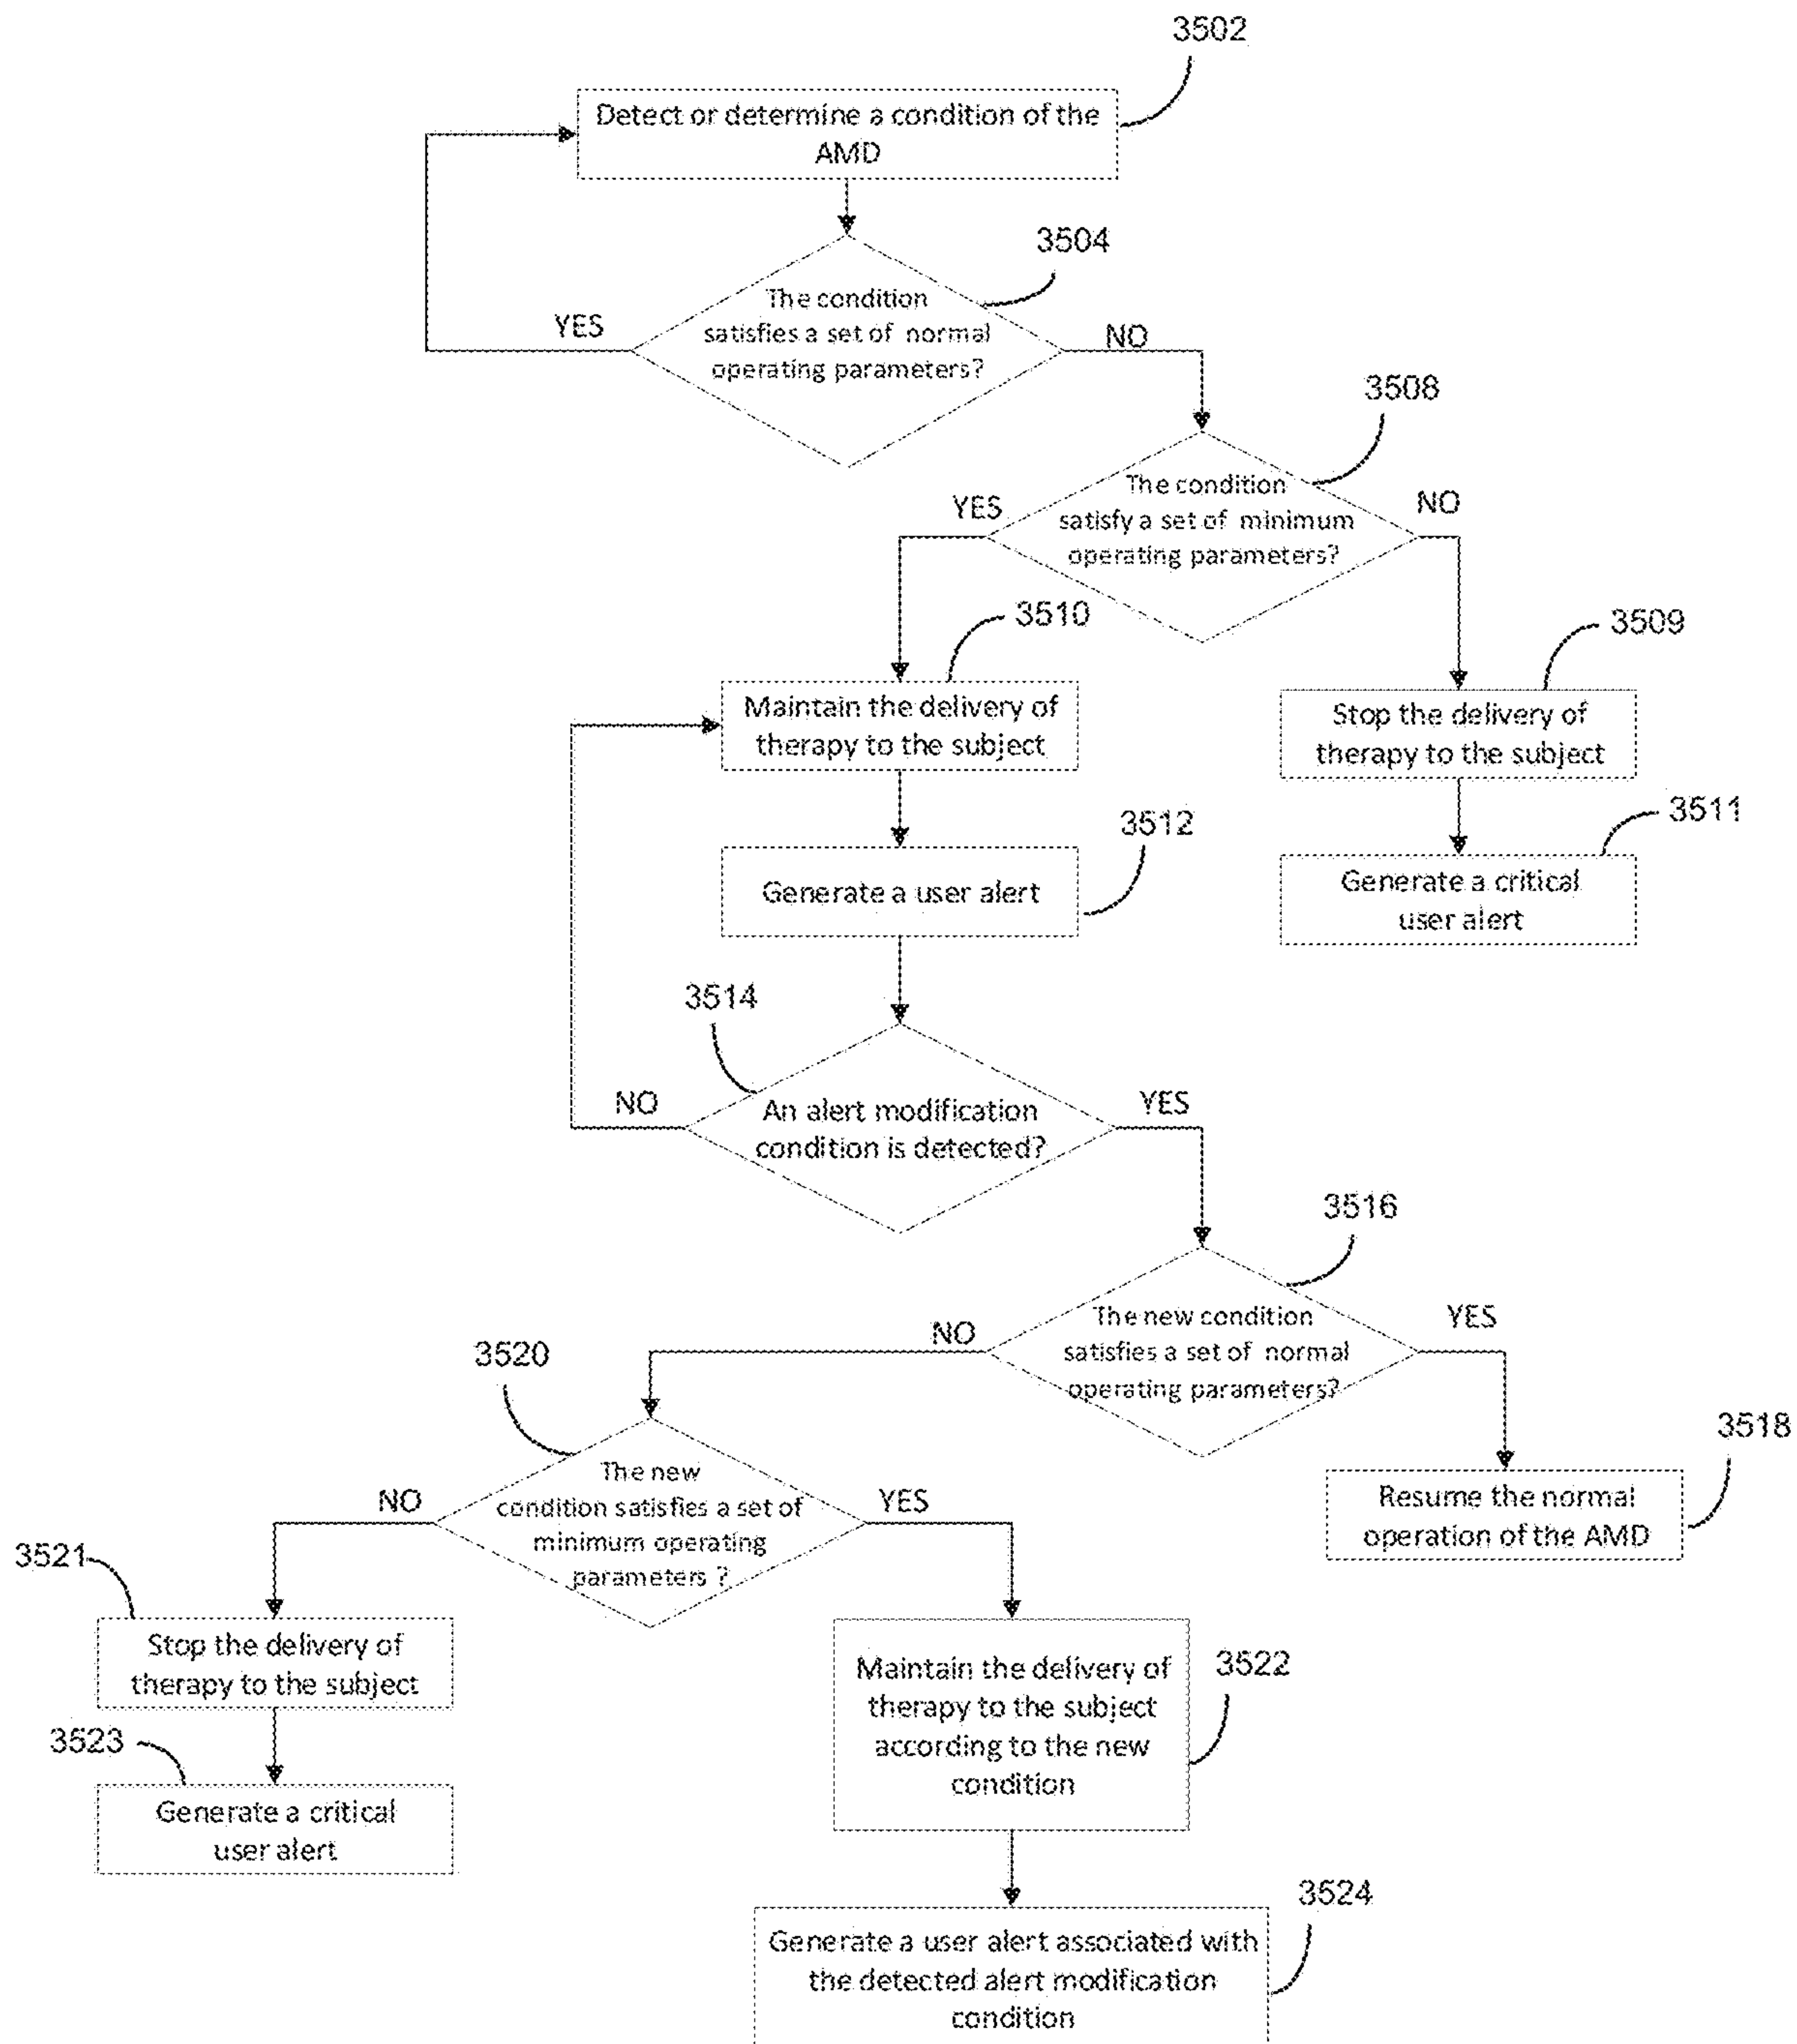 3502
Detect or determine a condition of the
AMD
3504
The condition
satisfies a set of normal
operating parameters?
YES
NO
3508
The condition
satisfy a set of minimum
operating parameters?
YES
NO
3510
Maintain the delivery of
therapy to the subject
3509
Stop the delivery of
therapy to the subject
3512
Generate a user alert
3511
Generate a critical
user alert
3514
An alert modification
condition is detected?
NO
YES
3516
The new condition
satisfies a set of normal
operating parameters?
NO
YES
3518
Resume the normal
operation of the AMD
3520
The new
condition satisfies a set of
minimum operating
parameters ?
NO
YES
3521
Stop the delivery of
therapy to the subject
3522
Maintain the delivery of
therapy to the subject
according to the new
condition
3523
Generate a critical
user alert
3524
Generate a user alert associated with
the detected alert modification
condition